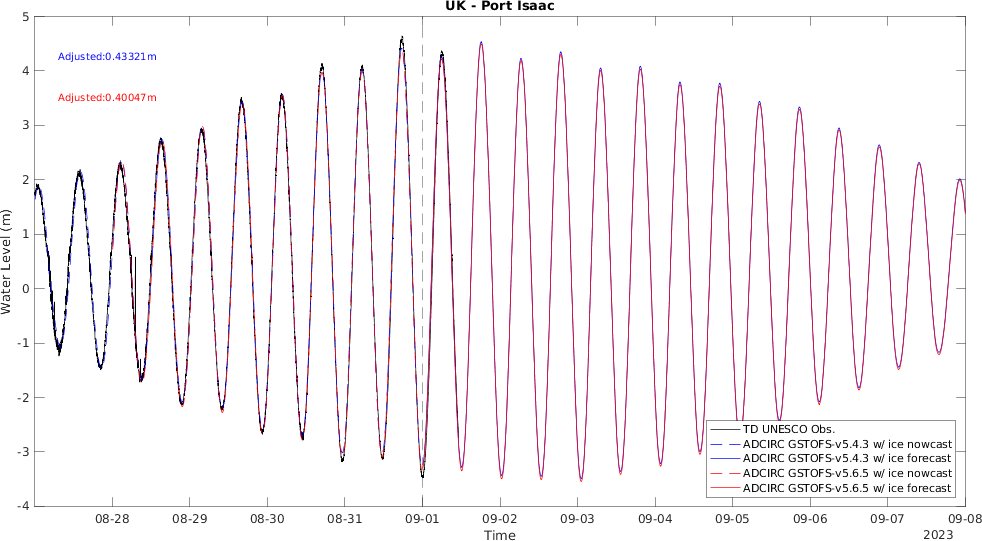 UK - Port Isaac
Adjusted:0.43321m
Adjusted:0.40047m
Water Level (m)
5
4
3
2
1
0
-1
-2
-3
-4
TD UNESCO Obs.
ADCIRC GSTOFS-v5.4.3 w/ ice nowcast
ADCIRC GSTOFS-v5.4.3 w/ ice forecast
ADCIRC GSTOFS-v5.6.5 w/ ice nowcast
ADCIRC GSTOFS-v5.6.5 w/ ice forecast
08-28 08-29 08-30 08-31 09-01 09-02 09-03 09-04 09-05 09-06 09-07 09-08
Time
2023